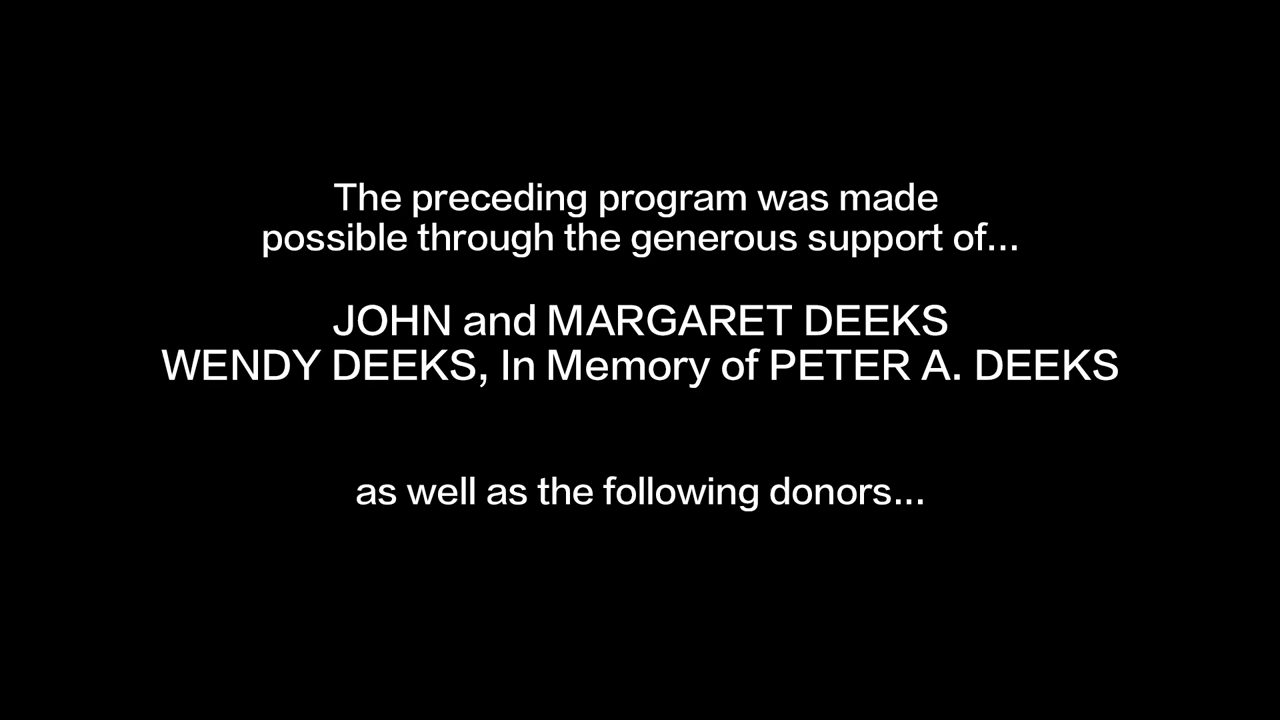 The preceding program was made
possible through the generous support of...
JOHN and MARGARET DEEKS
WENDY DEEKS, In Memory of PETER A. DEEKS
as well as the following donors...